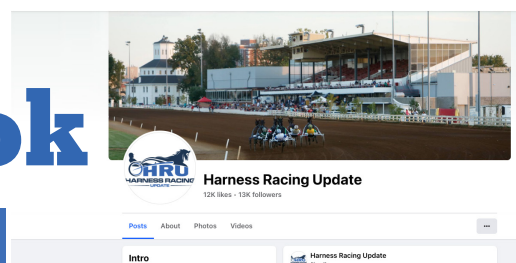 ok
HRU
HARNESS RACING
UPDATE
Harness Racing Update
12K likes • 13K followers
Posts About Photos Videos
Intro
Harness Racing Update